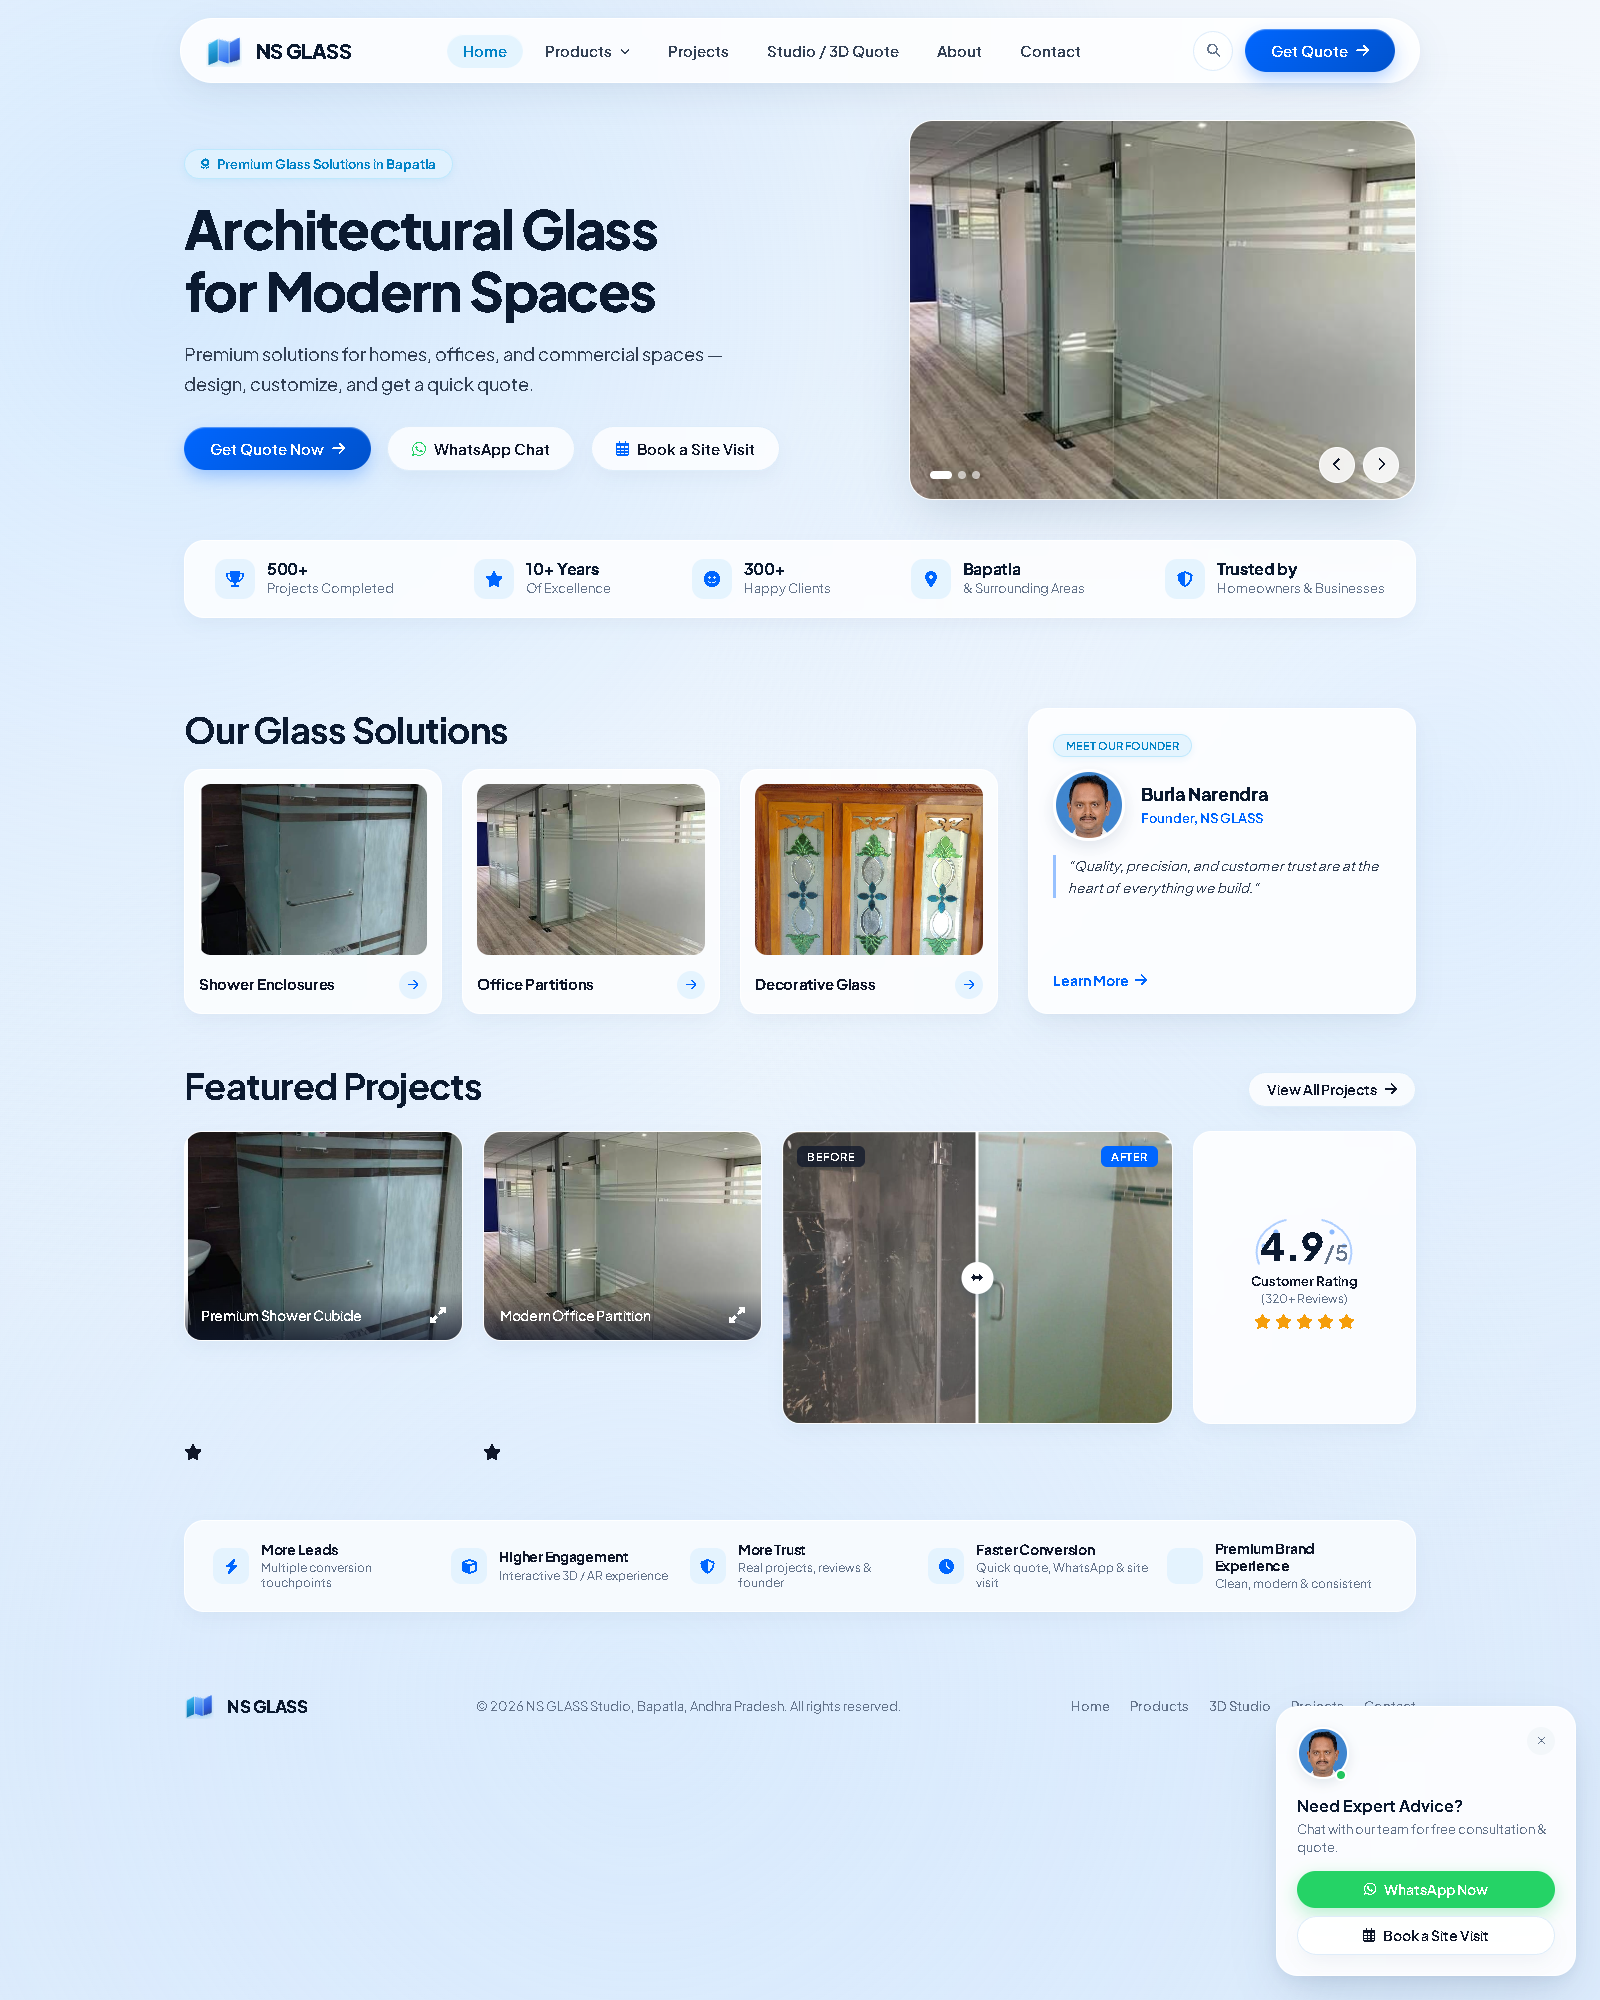 NS GLASS
Home
Products
Projects
Studio / 3D Quote
About
Contact
Get Quote
Premium Glass Solutions in Bapatla
Architectural Glass
for Modern Spaces
Premium solutions for homes, offices, and commercial spaces —
design, customize, and get a quick quote.
Get Quote Now
WhatsApp Chat
Book a Site Visit
500+
Projects Completed
10+ Years
Of Excellence
300+
Happy Clients
Bapatla
& Surrounding Areas
Trusted by
Homeowners & Businesses
Our Glass Solutions
Shower Enclosures
Office Partitions
Decorative Glass
MEET OUR FOUNDER
Burla Narendra
Founder, NS GLASS
"Quality, precision, and customer trust are at the
heart of everything we build."
Learn More
Featured Projects
View All Projects
Premium Shower Cubicle
Modern Office Partition
BEFORE
AFTER
4.9/5
Customer Rating
(320+ Reviews)
More Leads
Multiple conversion
touchpoints
Higher Engagement
Interactive 3D / AR experience
More Trust
Real projects, reviews &
founder
Faster Conversion
Quick quote, WhatsApp & site
visit
Premium Brand
Experience
Clean, modern & consistent
NS GLASS
© 2026 NS GLASS Studio, Bapatla, Andhra Pradesh. All rights reserved.
Home
Products
3D Studio
Projects
Contact
Need Expert Advice?
Chat with our team for free consultation &
quote.
WhatsApp Now
Book a Site Visit